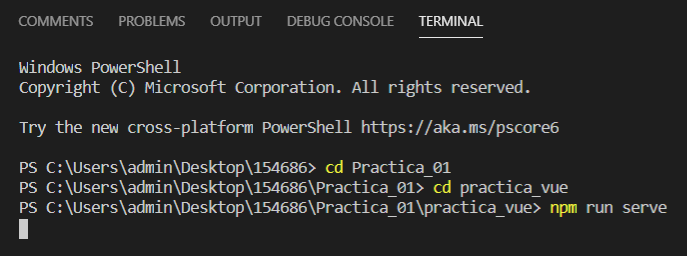 COMMENTS PROBLEMS OUTPUT DEBUG CONSOLE TERMINAL
Windows PowerShell
Copyright (C) Microsoft Corporation. All rights reserved.
Try the new cross-platform PowerShell https://aka.ms/pscore6
PS C:\Users\admin\Desktop\154686> cd Practica_01
PS C:\Users\admin\Desktop\154686\Practica_01> cd practica_vue
PS C:\Users\admin\Desktop\154686\Practica_01\practica_vue> npm run serve